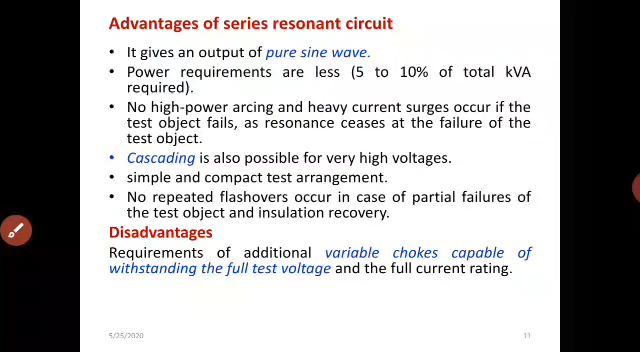 Advantages of series resonant circuit
• It gives an output of pure sine wave.
• Power requirements are less (5 to 10% of total kVA
required).
• No high-power arcing and heavy current surges occur if the
test object fails, as resonance ceases at the failure of the
test object.
• Cascading is also possible for very high voltages.
• simple and compact test arrangement.
• No repeated flashovers occur in case of partial failures of
the test object and insulation recovery.
Disadvantages
Requirements of additional variable chokes capable of
withstanding the full test voltage and the full current rating.
5/25/2020 11